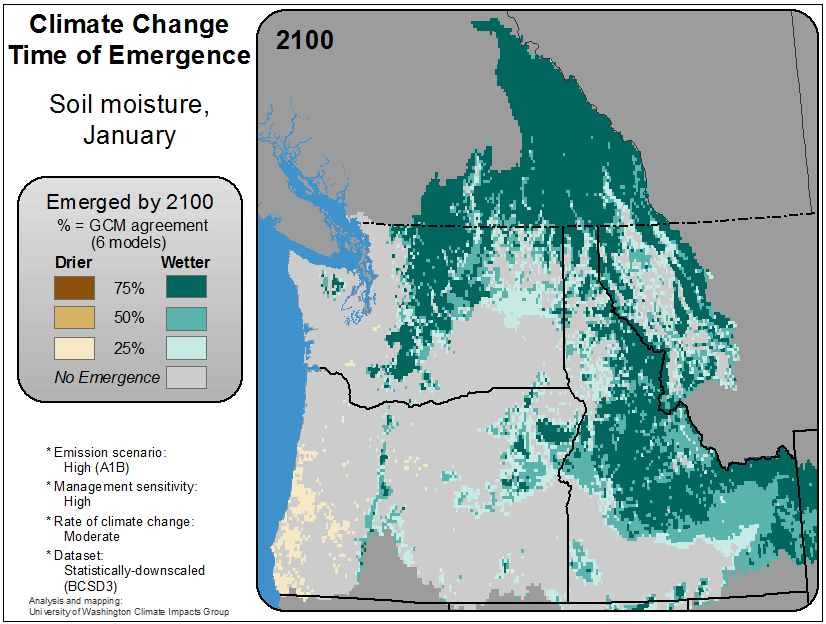 Climate Change
Time of Emergence
Soil moisture,
January
Emerged by 2100
% = GCM agreement
(6 models)
Drier Wetter
75%
50%
25%
No Emergence
* Emission scenario:
High (A1B)
* Management sensitivity:
High
* Rate of climate change:
Moderate
* Dataset:
Statistically-downscaled
(BCSD3)
Analysis and mapping:
University of Washington Climate Impacts Group
2100